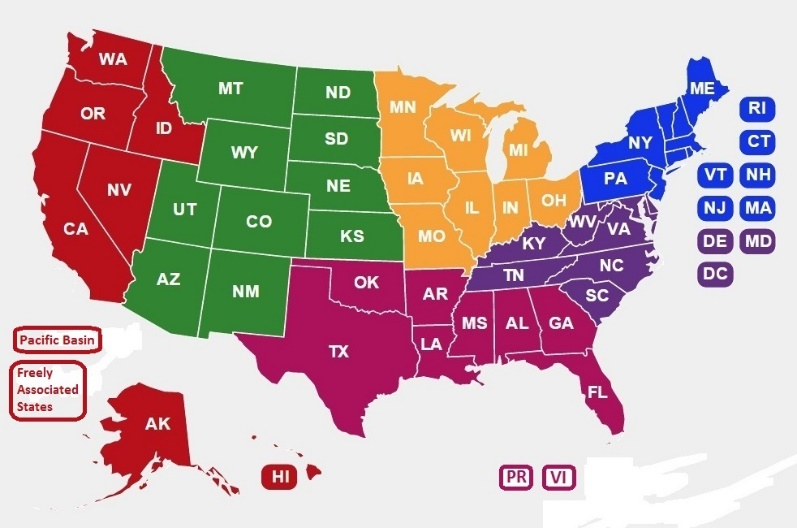 WA
MT
ND
MN
ME
OR
ID
WY
SD
WI
MI
NY
RI
CT
NV
NE
IA
PA
VT
NH
CA
UT
CO
KS
MO
IL
IN
OH
WV
VA
NJ
MA
DE
MD
DC
KY
NC
AZ
NM
OK
AR
TN
SC
TX
LA
MS
AL
GA
FL
Pacific Basin
Freely
Associated
States
AK
HI
PR
VI